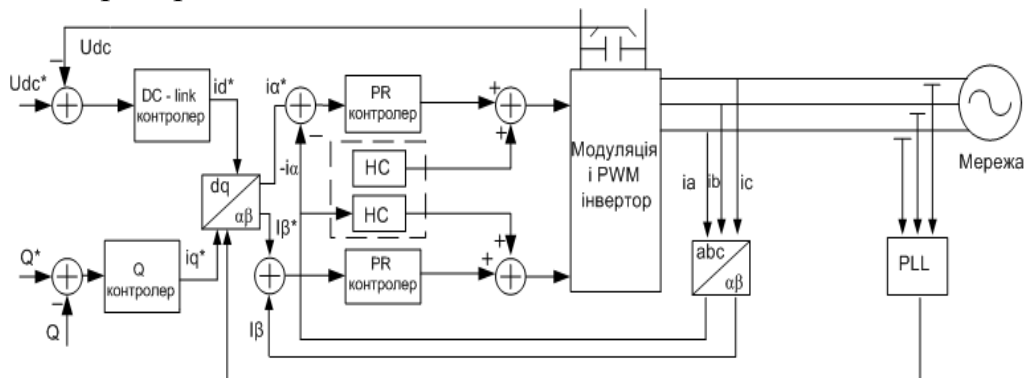 Udc
Udc*
DC - link
контролер
id*
iα*
-iα
PR
контролер
HC
HC
PR
контролер
dq
αβ
Iβ*
Iβ
Q*
Q
Q
контролер
iq*
Модуляція
і PWM
інвертор
ia
ib
ic
abc
αβ
PLL
Мережа